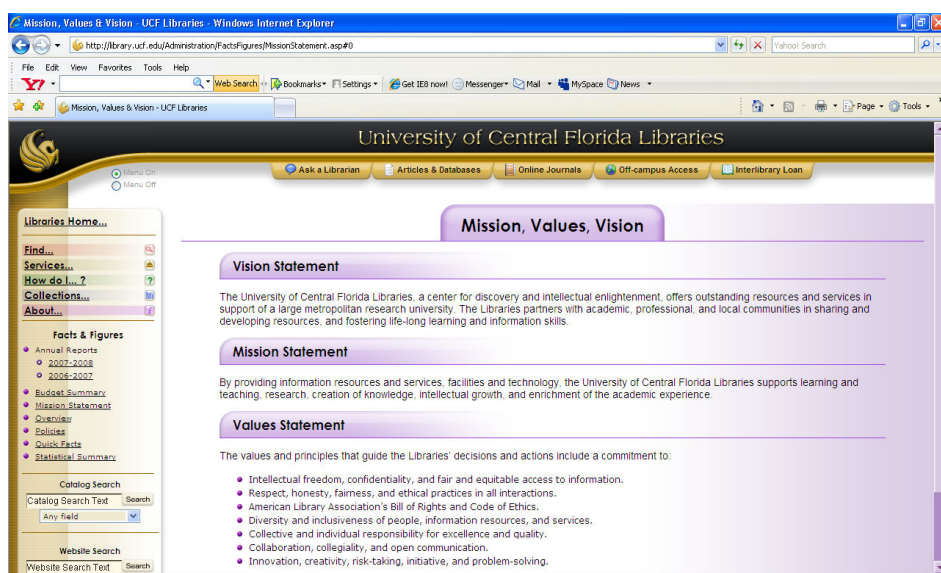 Mission, Values & Vision - UCF Libraries - Windows Internet Explorer
http://library.ucf.edu/Administration/FactsFigures/MissionStatement.asp#0
Yahoo! Search
File Edit View Favorites Tools Help
Y! Web Search Bookmarks Settings Get IE8 now! Messenger Mail MySpace News
Mission, Values & Vision - UCF Libraries
Page Tools
University of Central Florida Libraries
Menu On
Menu Off
Ask a Librarian Articles & Databases Online Journals Off-campus Access Interlibrary Loan
Libraries Home...
Find...
Services...
How do I... ?
Collections...
About...
Facts & Figures
Annual Reports
2007-2008
2006-2007
Budget Summary
Mission Statement
Overview
Policies
Quick Facts
Statistical Summary
Catalog Search
Catalog Search Text Search
Any field
Website Search
Website Search Text Search
Mission, Values, Vision
Vision Statement
The University of Central Florida Libraries, a center for discovery and intellectual enlightenment, offers outstanding resources and services in
support of a large metropolitan research university. The Libraries partners with academic, professional, and local communities in sharing and
developing resources, and fostering life-long learning and information skills.
Mission Statement
By providing information resources and services, facilities and technology, the University of Central Florida Libraries supports learning and
teaching, research, creation of knowledge, intellectual growth, and enrichment of the academic experience.
Values Statement
The values and principles that guide the Libraries' decisions and actions include a commitment to:
Intellectual freedom, confidentiality, and fair and equitable access to information.
Respect, honesty, fairness, and ethical practices in all interactions.
American Library Association's Bill of Rights and Code of Ethics.
Diversity and inclusiveness of people, information resources, and services.
Collective and individual responsibility for excellence and quality.
Collaboration, collegiality, and open communication.
Innovation, creativity, risk-taking, initiative, and problem-solving.